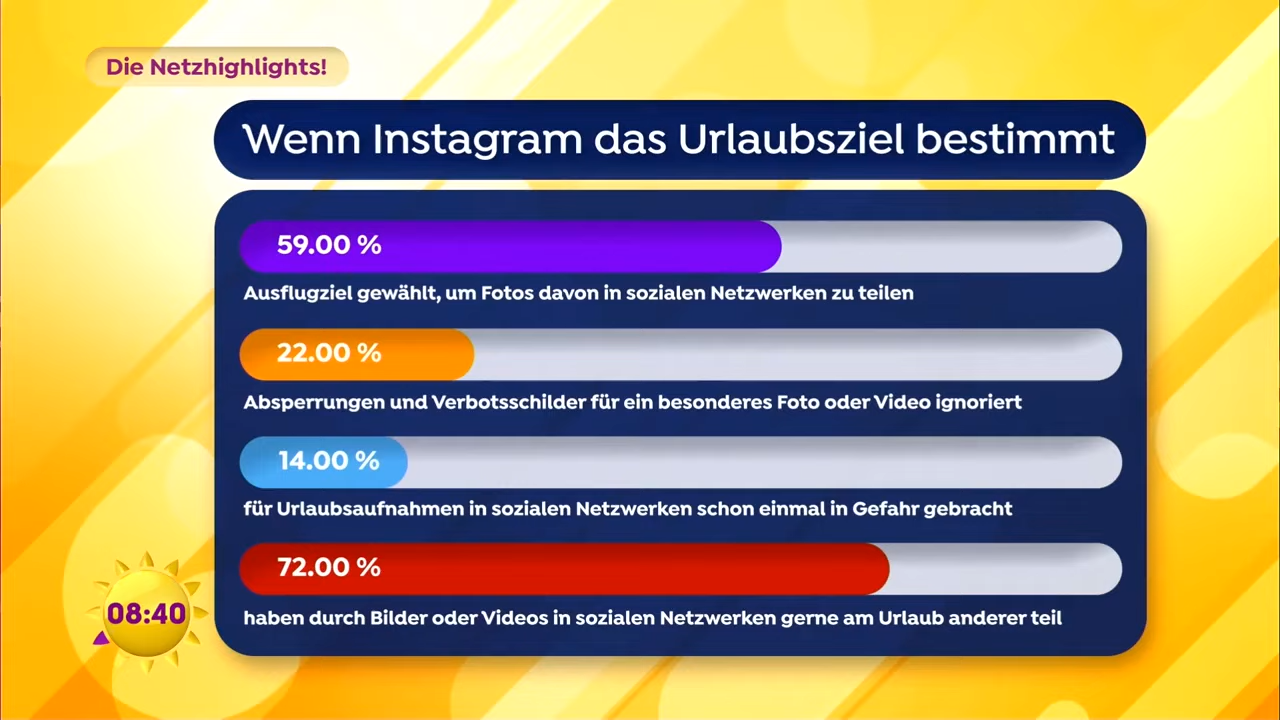 Die Netzhighlights!
Wenn Instagram das Urlaubsziel bestimmt
59.00 %
Ausflugziel gewählt, um Fotos davon in sozialen Netzwerken zu teilen
22.00 %
Absperrungen und Verbotsschilder für ein besonderes Foto oder Video ignoriert
14.00 %
für Urlaubsaufnahmen in sozialen Netzwerken schon einmal in Gefahr gebracht
72.00 %
haben durch Bilder oder Videos in sozialen Netzwerken gerne am Urlaub anderer teil
08:40